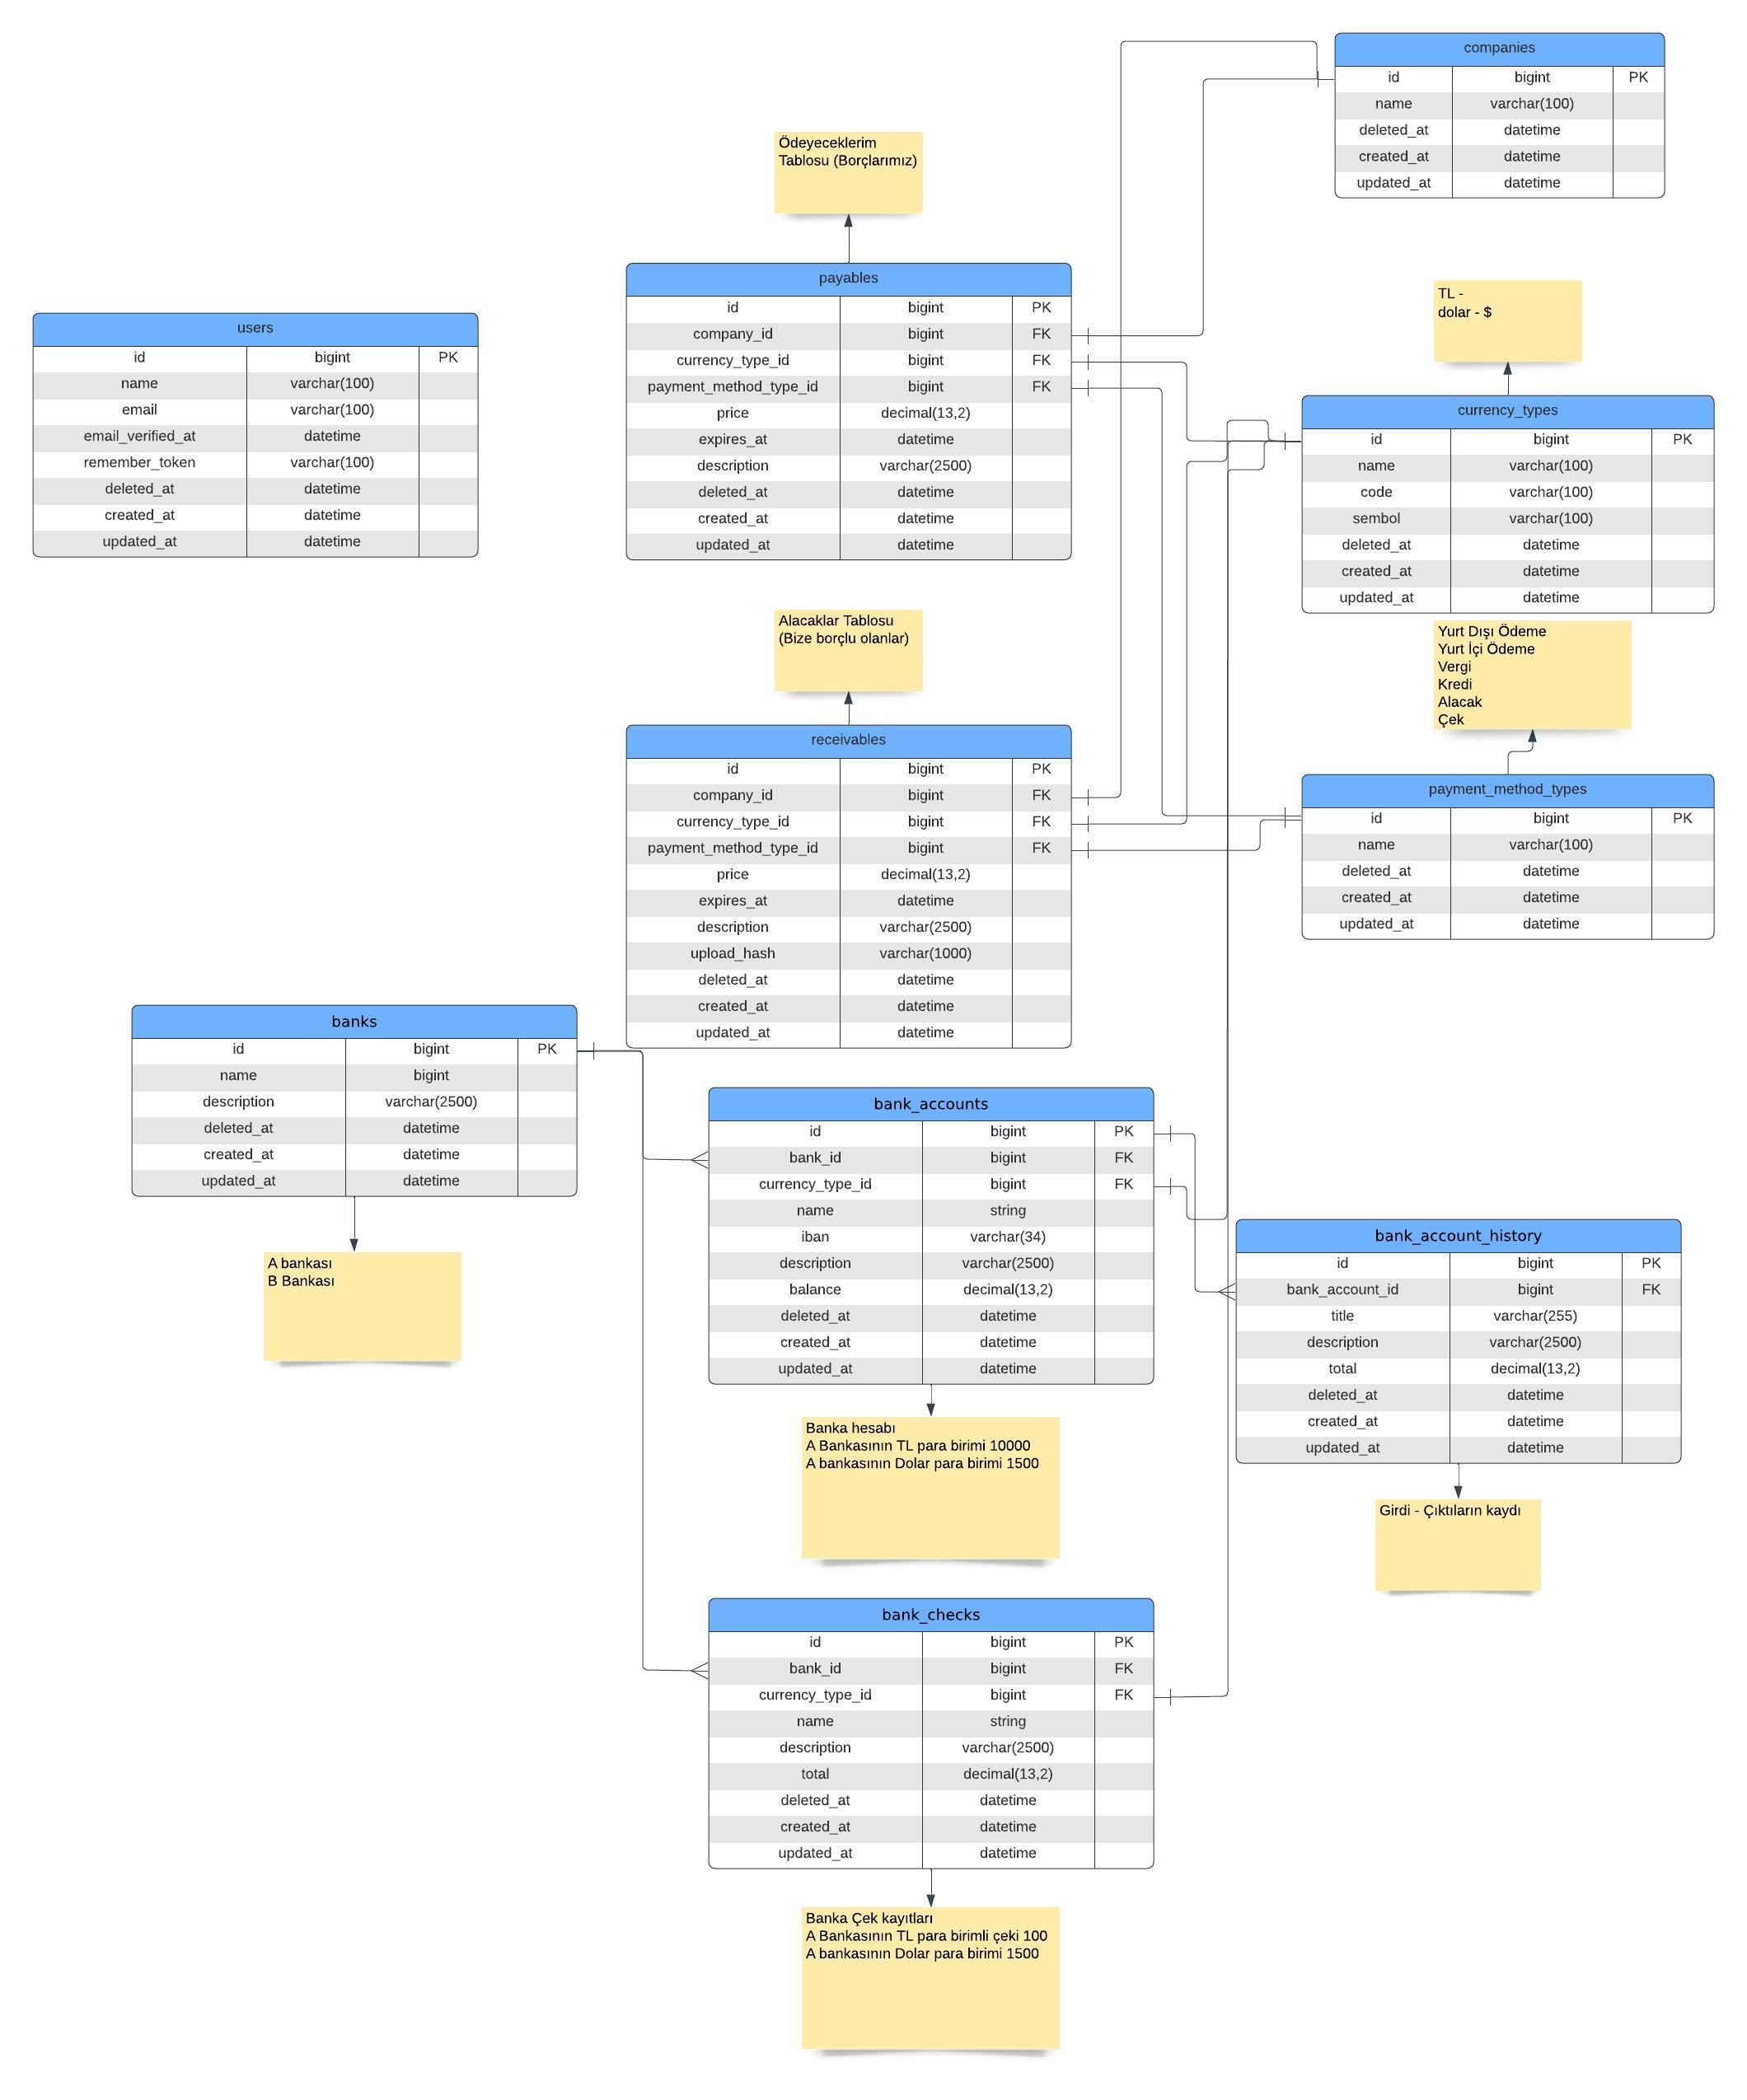 companies
id bigint PK
name varchar(100)
deleted_at datetime
created_at datetime
updated_at datetime
Ödeyeceklerim
Tablosu (Borçlarımız)
payables
id bigint PK
company_id bigint FK
currency_type_id bigint FK
payment_method_type_id bigint FK
price decimal(13,2)
expires_at datetime
description varchar(2500)
deleted_at datetime
created_at datetime
updated_at datetime
users
id bigint PK
name varchar(100)
email varchar(100)
email_verified_at datetime
remember_token varchar(100)
deleted_at datetime
created_at datetime
updated_at datetime
TL -
dolar - $
currency_types
id bigint PK
name varchar(100)
code varchar(100)
sembol varchar(100)
deleted_at datetime
created_at datetime
updated_at datetime
Alacaklar Tablosu
(Bize borçlu olanlar)
receivables
id bigint PK
company_id bigint FK
currency_type_id bigint FK
payment_method_type_id bigint FK
price decimal(13,2)
expires_at datetime
description varchar(2500)
upload_hash varchar(1000)
deleted_at datetime
created_at datetime
updated_at datetime
Yurt Dışı Ödeme
Yurt İçi Ödeme
Vergi
Kredi
Alacak
Çek
payment_method_types
id bigint PK
name varchar(100)
deleted_at datetime
created_at datetime
updated_at datetime
banks
id bigint PK
name bigint
description varchar(2500)
deleted_at datetime
created_at datetime
updated_at datetime
A bankası
B Bankası
bank_accounts
id bigint PK
bank_id bigint FK
currency_type_id bigint FK
name string
iban varchar(34)
description varchar(2500)
balance decimal(13,2)
deleted_at datetime
created_at datetime
updated_at datetime
Banka hesabı
A Bankasının TL para birimi 10000
A bankasının Dolar para birimi 1500
bank_account_history
id bigint PK
bank_account_id bigint FK
title varchar(255)
description varchar(2500)
total decimal(13,2)
deleted_at datetime
created_at datetime
updated_at datetime
Girdi - Çıktıların kaydı
bank_checks
id bigint PK
bank_id bigint FK
currency_type_id bigint FK
name string
description varchar(2500)
total decimal(13,2)
deleted_at datetime
created_at datetime
updated_at datetime
Banka Çek kayıtları
A Bankasının TL para birimli çeki 100
A bankasının Dolar para birimi 1500